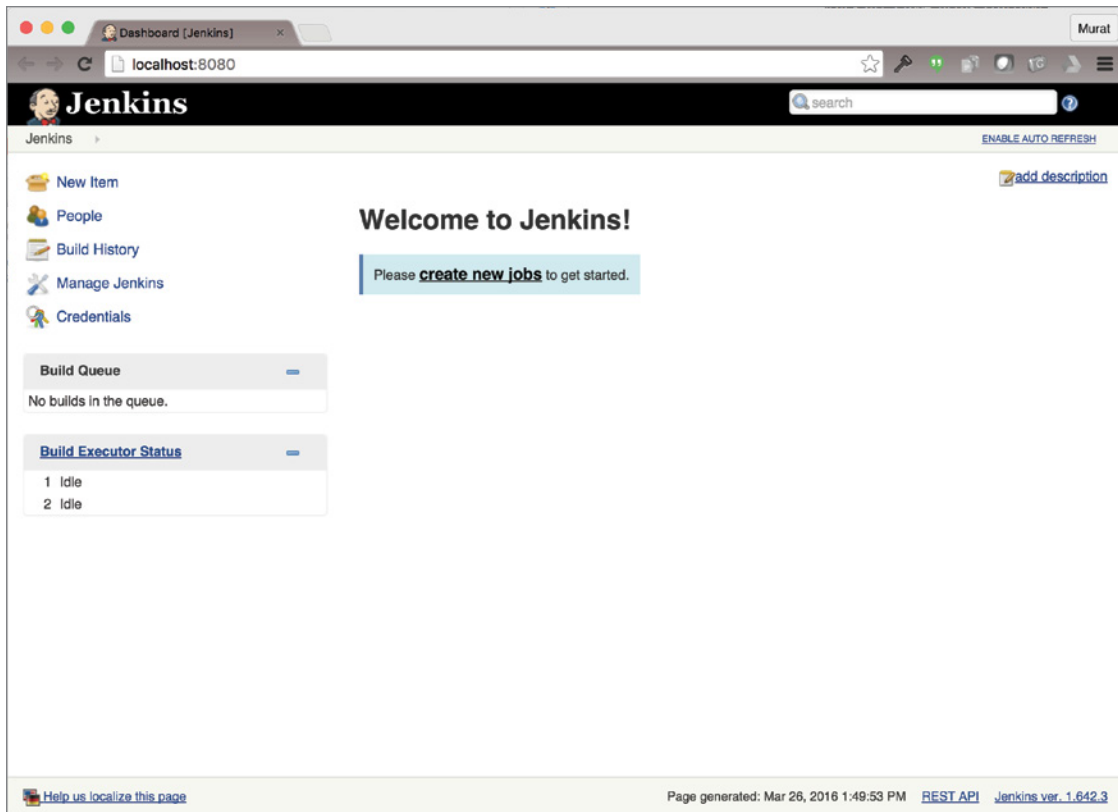 Dashboard [Jenkins]
Murat
localhost:8080
Jenkins
search
Jenkins
ENABLE AUTO REFRESH
add description
New Item
People
Build History
Manage Jenkins
Credentials
Welcome to Jenkins!
Please create new jobs to get started.
Build Queue
No builds in the queue.
Build Executor Status
1 Idle
2 Idle
Help us localize this page
Page generated: Mar 26, 2016 1:49:53 PM REST API Jenkins ver. 1.642.3